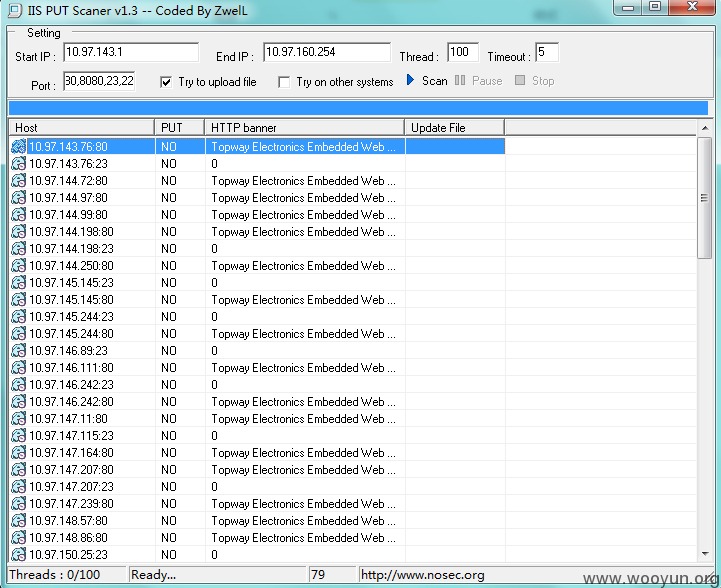 IIS PUT Scaner v1.3 -- Coded By ZwelL
Setting
Start IP : 10.97.143.1 End IP : 10.97.160.254 Thread : 100 Timeout : 5
Port : 30,8080,23,22 Try to upload file Try on other systems Scan Pause Stop
Host PUT HTTP banner Update File
10.97.143.76:80 NO Topway Electronics Embedded Web ...
10.97.143.76:23 NO 0
10.97.144.72:80 NO Topway Electronics Embedded Web ...
10.97.144.97:80 NO Topway Electronics Embedded Web ...
10.97.144.99:80 NO Topway Electronics Embedded Web ...
10.97.144.198:80 NO Topway Electronics Embedded Web ...
10.97.144.198:23 NO 0
10.97.144.250:80 NO Topway Electronics Embedded Web ...
10.97.145.145:23 NO 0
10.97.145.145:80 NO Topway Electronics Embedded Web ...
10.97.145.244:23 NO 0
10.97.145.244:80 NO Topway Electronics Embedded Web ...
10.97.146.89:23 NO 0
10.97.146.111:80 NO Topway Electronics Embedded Web ...
10.97.146.242:23 NO 0
10.97.146.242:80 NO Topway Electronics Embedded Web ...
10.97.147.11:80 NO Topway Electronics Embedded Web ...
10.97.147.115:23 NO 0
10.97.147.164:80 NO Topway Electronics Embedded Web ...
10.97.147.207:80 NO Topway Electronics Embedded Web ...
10.97.147.207:23 NO 0
10.97.147.239:80 NO Topway Electronics Embedded Web ...
10.97.148.57:80 NO Topway Electronics Embedded Web ...
10.97.148.86:80 NO Topway Electronics Embedded Web ...
10.97.150.25:23 NO 0
Threads : 0/100 Ready... 79 http://www.nosec.org
www.wooyun.org